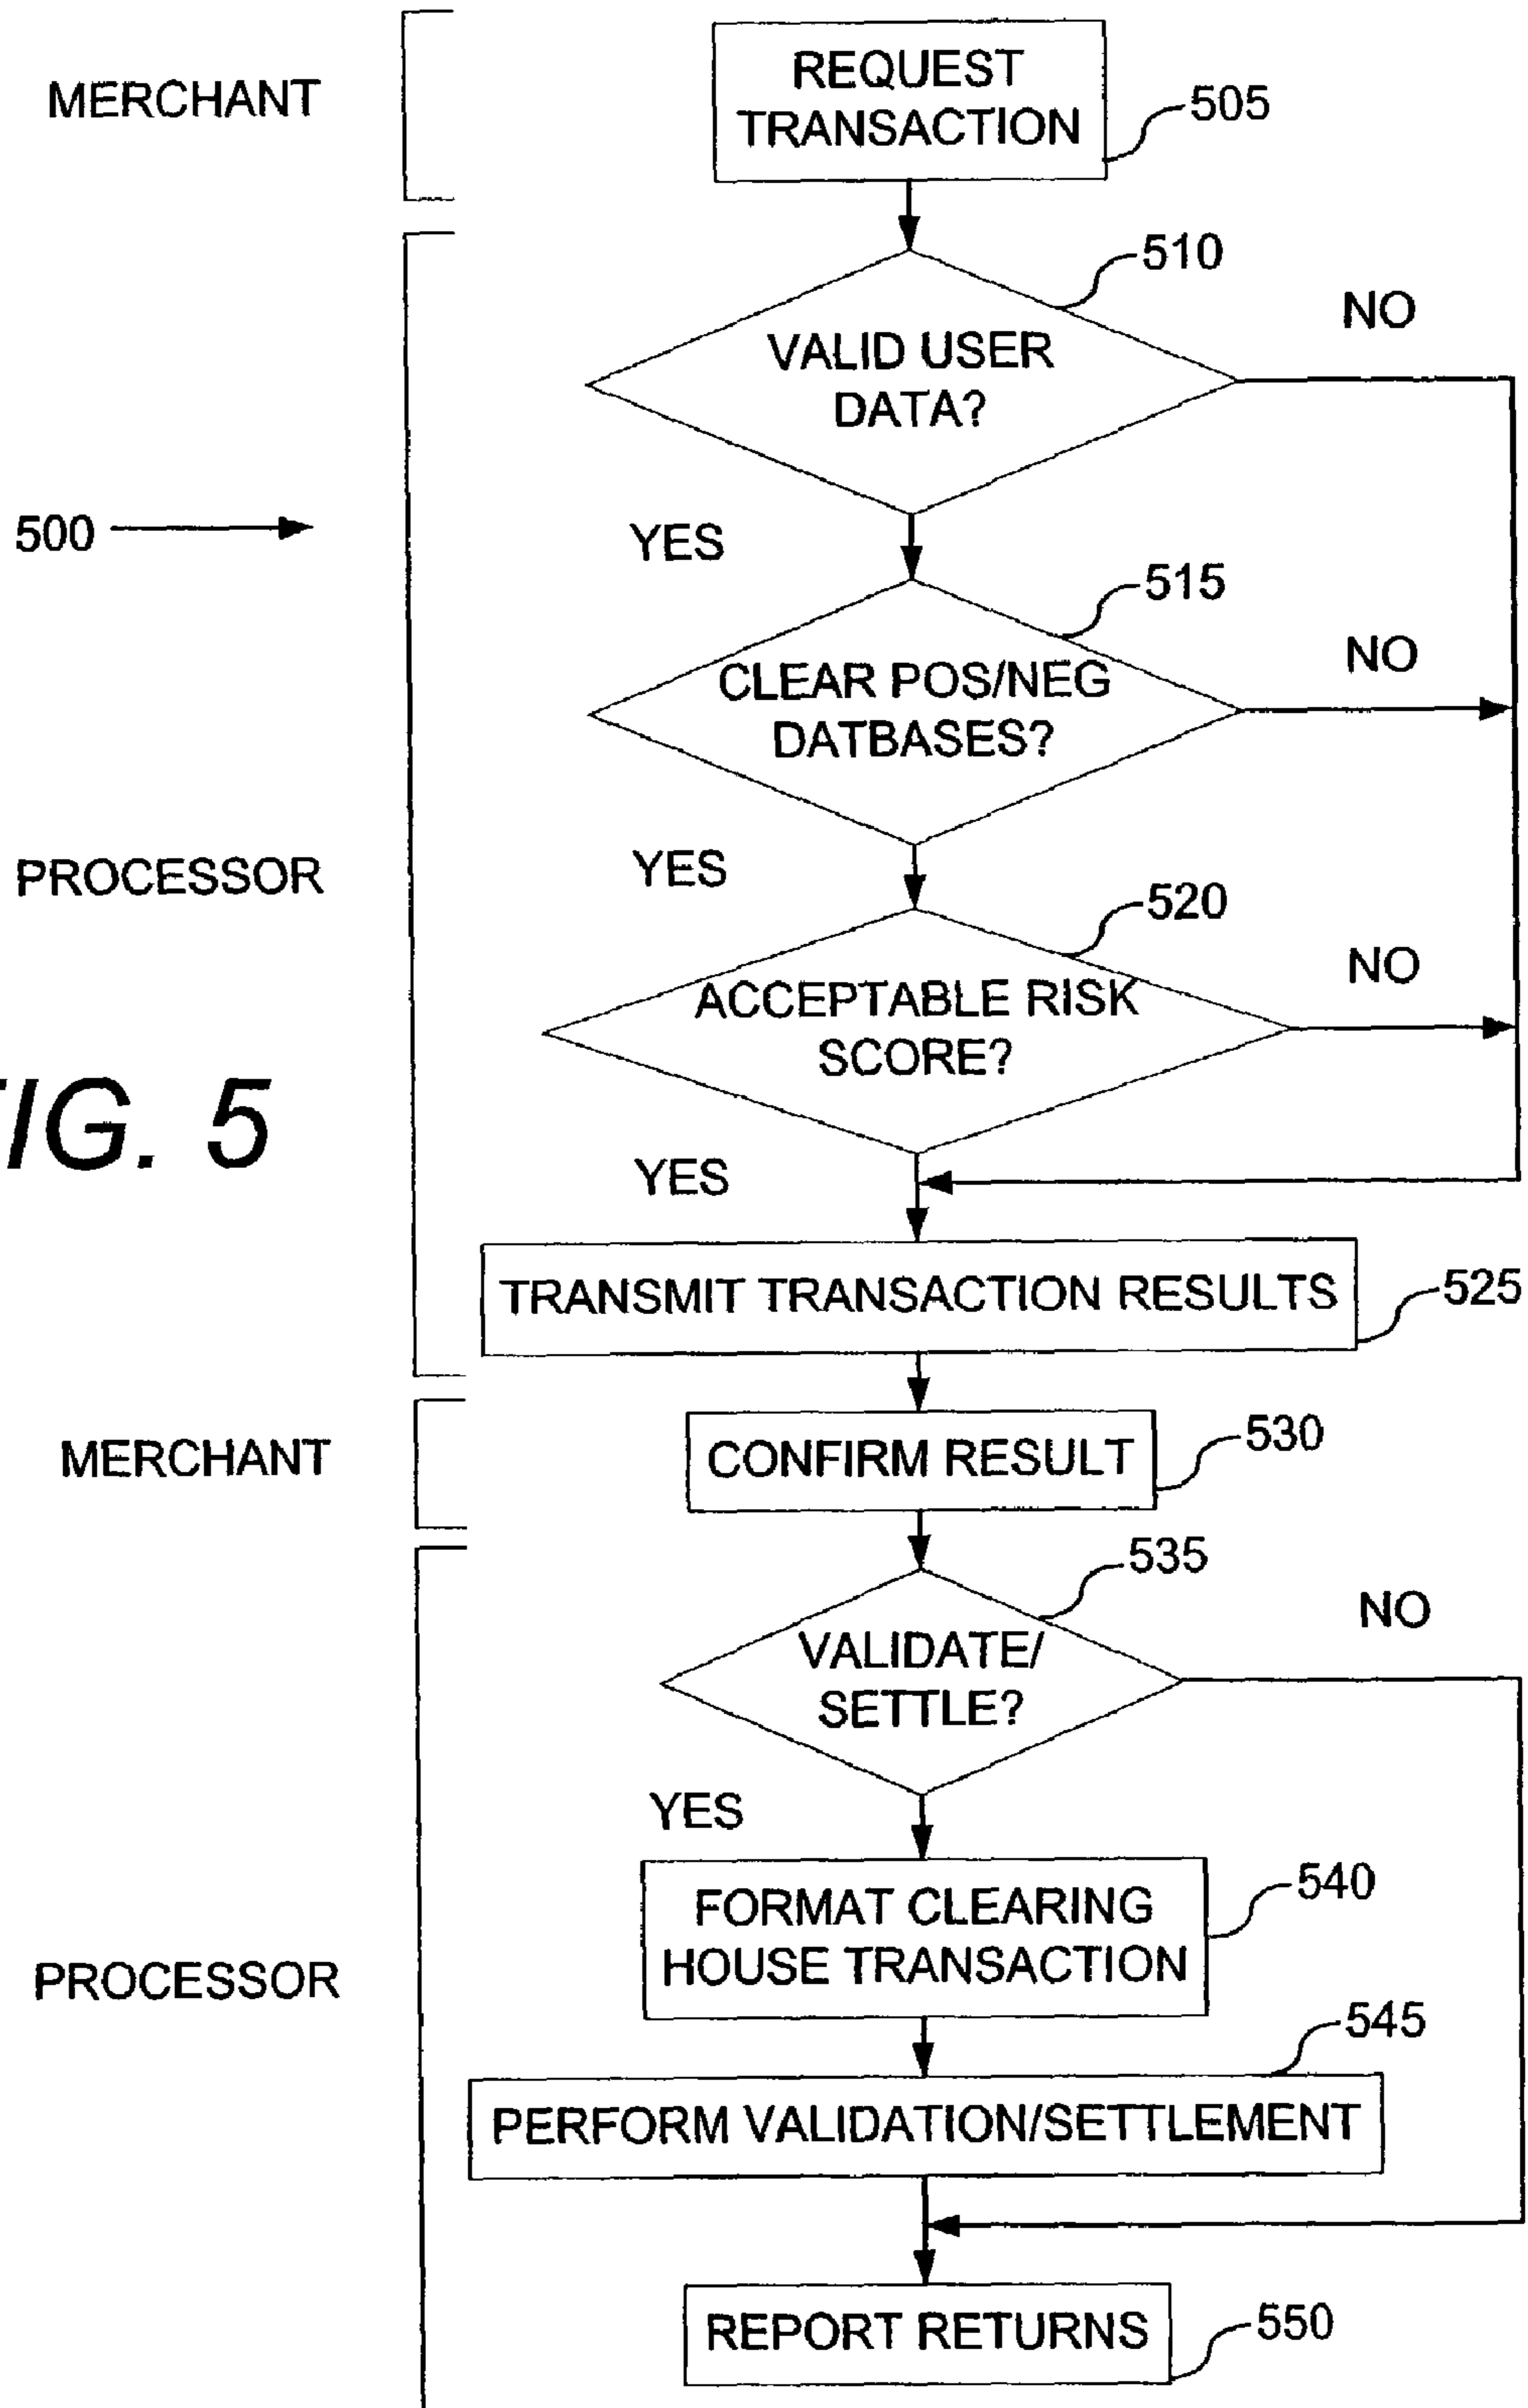 MERCHANT
REQUEST
TRANSACTION
505
510
NO
VALID USER
DATA?
500
YES
515
NO
CLEAR POS/NEG
DATBASES?
PROCESSOR
YES
520
NO
ACCEPTABLE RISK
SCORE?
FIG. 5
YES
TRANSMIT TRANSACTION RESULTS
525
MERCHANT
CONFIRM RESULT
530
535
NO
VALIDATE/
SETTLE?
YES
FORMAT CLEARING
HOUSE TRANSACTION
540
PROCESSOR
545
PERFORM VALIDATION/SETTLEMENT
REPORT RETURNS
550